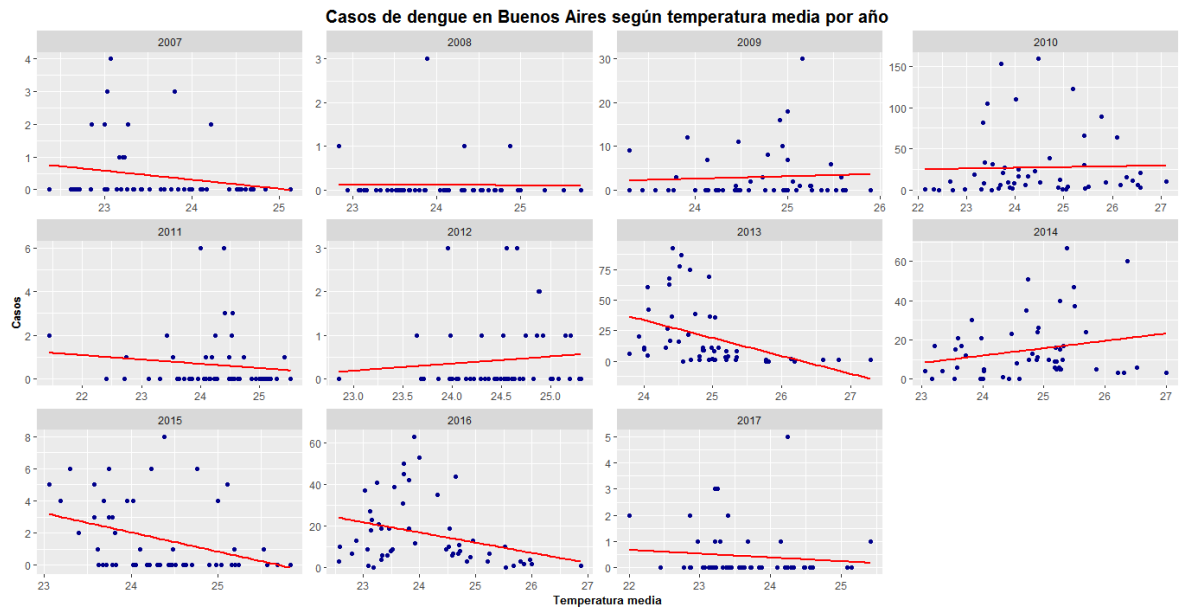 Casos de dengue en Buenos Aires según temperatura media por año
2007 2008 2009 2010
4 3 2 1 0
3 2 1 0
30 20 10 0
150 100 50 0
23 24 25
23 24 25
24 25 26
22 23 24 25 26 27
2011 2012 2013 2014
6 4 2 0
3 2 1 0
75 50 25 0
60 40 20 0
22 23 24 25
23.0 23.5 24.0 24.5 25.0
24 25 26 27
23 24 25 26 27
Casos
2015 2016 2017
8 6 4 2 0
60 40 20 0
5 4 3 2 1 0
23 24 25
23 24 25 26 27
22 23 24 25
Temperatura media